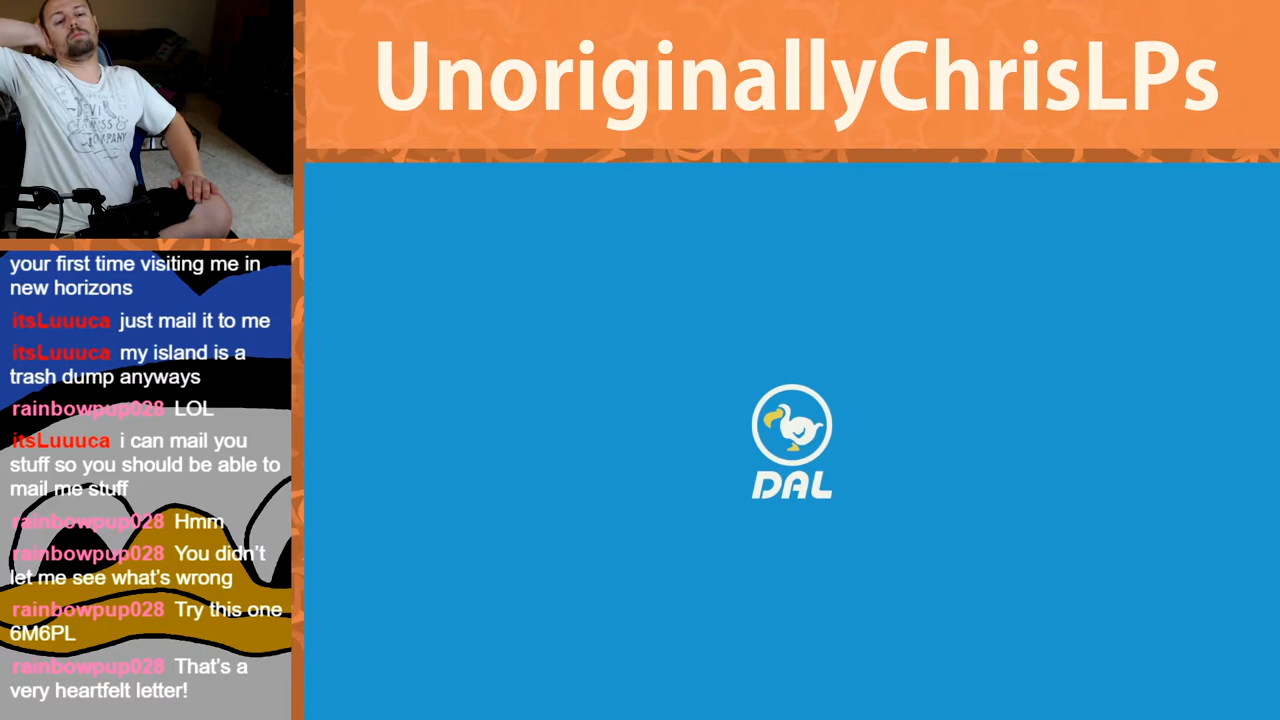 UnoriginallyChrisLPs
your first time visiting me in
new horizons
itsLuuuca just mail it to me
itsLuuuca my island is a
trash dump anyways
rainbowpup028 LOL
itsLuuuca i can mail you
stuff so you should be able to
mail me stuff
rainbowpup028 Hmm
rainbowpup028 You didn't
let me see what's wrong
rainbowpup028 Try this one
6M6PL
rainbowpup028 That's a
very heartfelt letter!
DAL